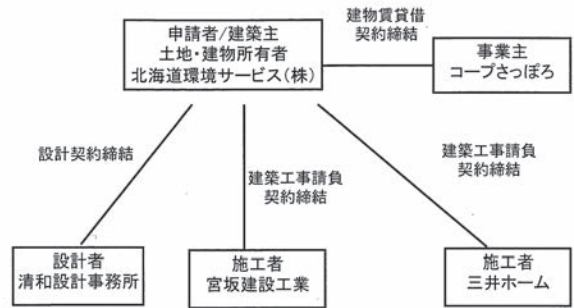 申請者/建築主
土地・建物所有者
北海道環境サービス(株)
建物賃貸借
契約締結
事業主
コープさっぽろ
設計契約締結
建築工事請負
契約締結
建築工事請負
契約締結
設計者
清和設計事務所
施工者
宮坂建設工業
施工者
三井ホーム